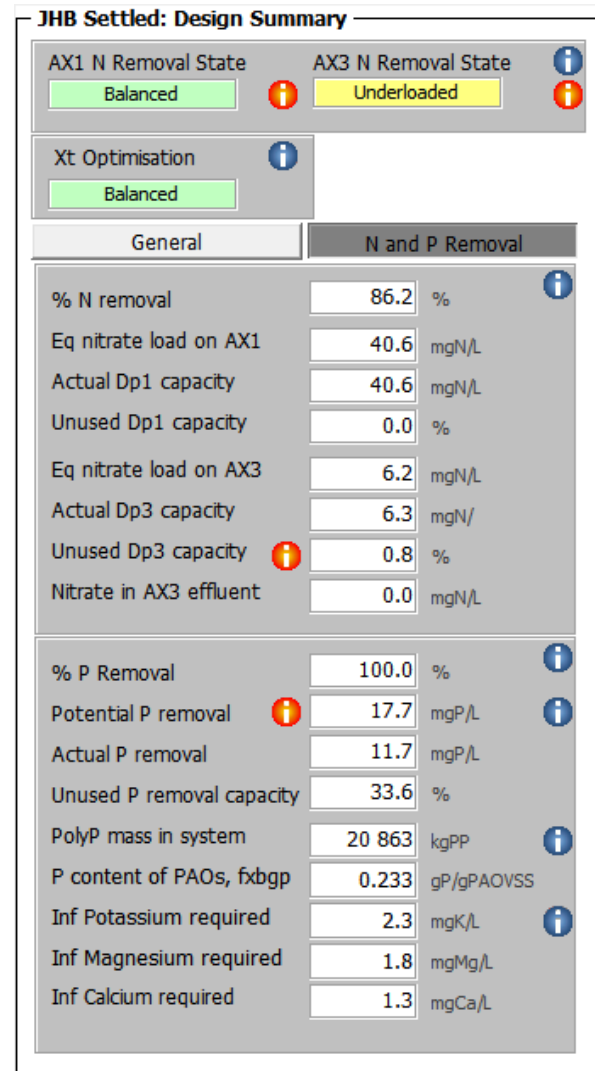 JHB Settled: Design Summary
AX1 N Removal State AX3 N Removal State
Balanced Underloaded
Xt Optimisation
Balanced
General N and P Removal
% N removal 86.2 %
Eq nitrate load on AX1 40.6 mgN/L
Actual Dp1 capacity 40.6 mgN/L
Unused Dp1 capacity 0.0 %
Eq nitrate load on AX3 6.2 mgN/L
Actual Dp3 capacity 6.3 mgN/
Unused Dp3 capacity 0.8 %
Nitrate in AX3 effluent 0.0 mgN/L
% P Removal 100.0 %
Potential P removal 17.7 mgP/L
Actual P removal 11.7 mgP/L
Unused P removal capacity 33.6 %
PolyP mass in system 20 863 kgPP
P content of PAOs, fxbgp 0.233 gP/gPAOVSS
Inf Potassium required 2.3 mgK/L
Inf Magnesium required 1.8 mgMg/L
Inf Calcium required 1.3 mgCa/L